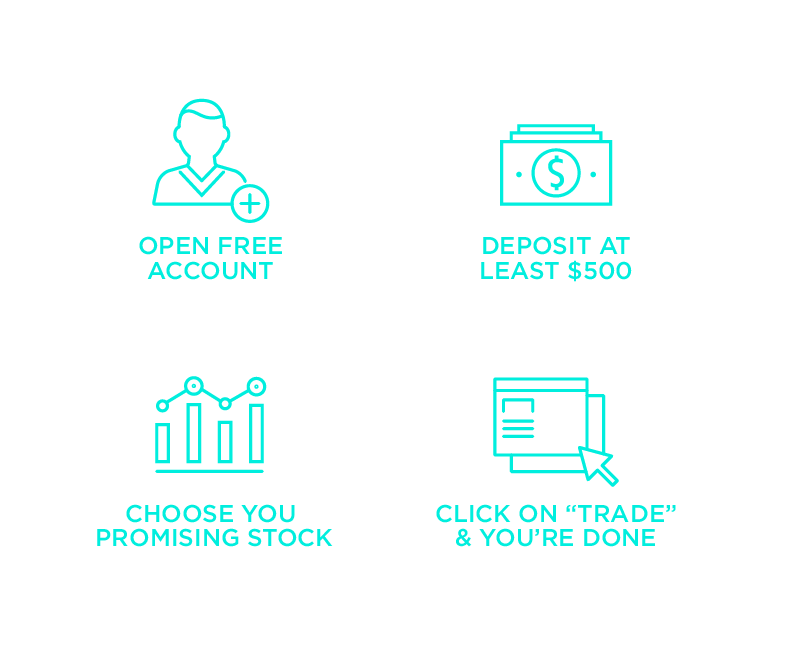 OPEN FREE
ACCOUNT
DEPOSIT AT
LEAST $500
CHOOSE YOU
PROMISING STOCK
CLICK ON “TRADE”
& YOU’RE DONE